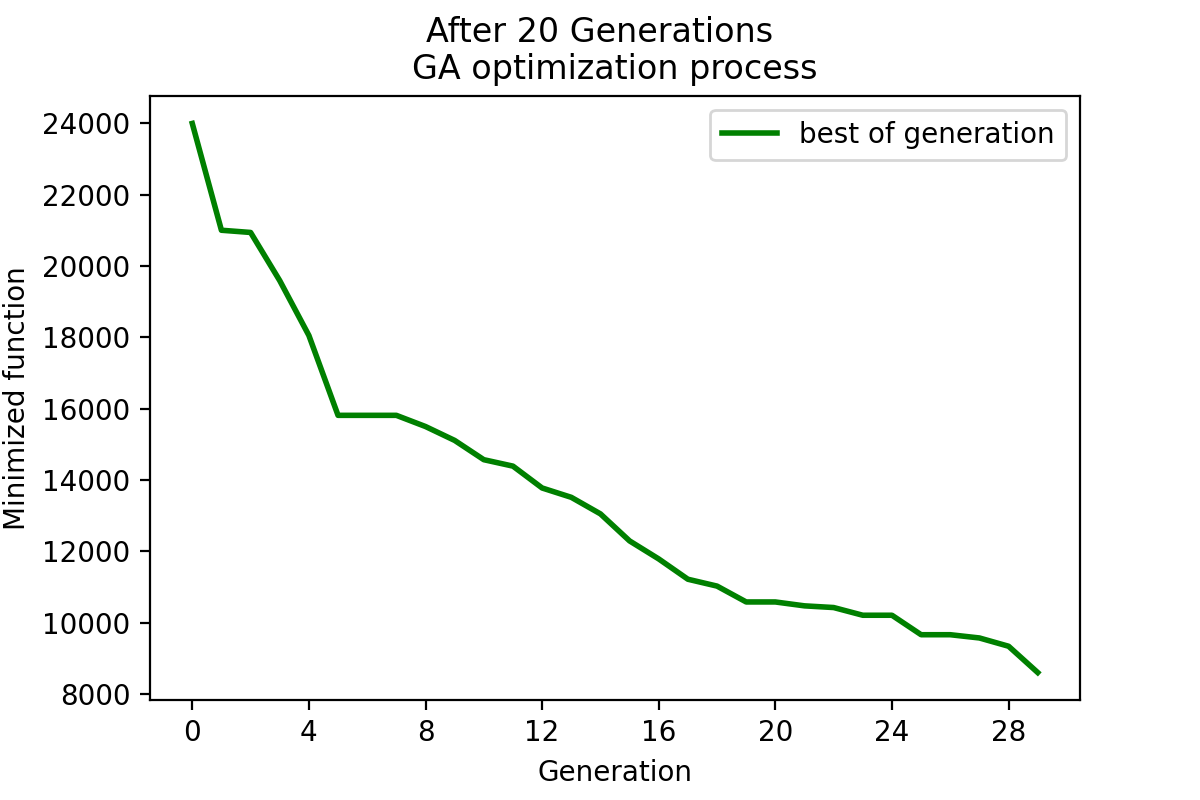 After 20 Generations
GA optimization process
best of generation
Minimized function
24000
22000
20000
18000
16000
14000
12000
10000
8000
0 4 8 12 16 20 24 28
Generation